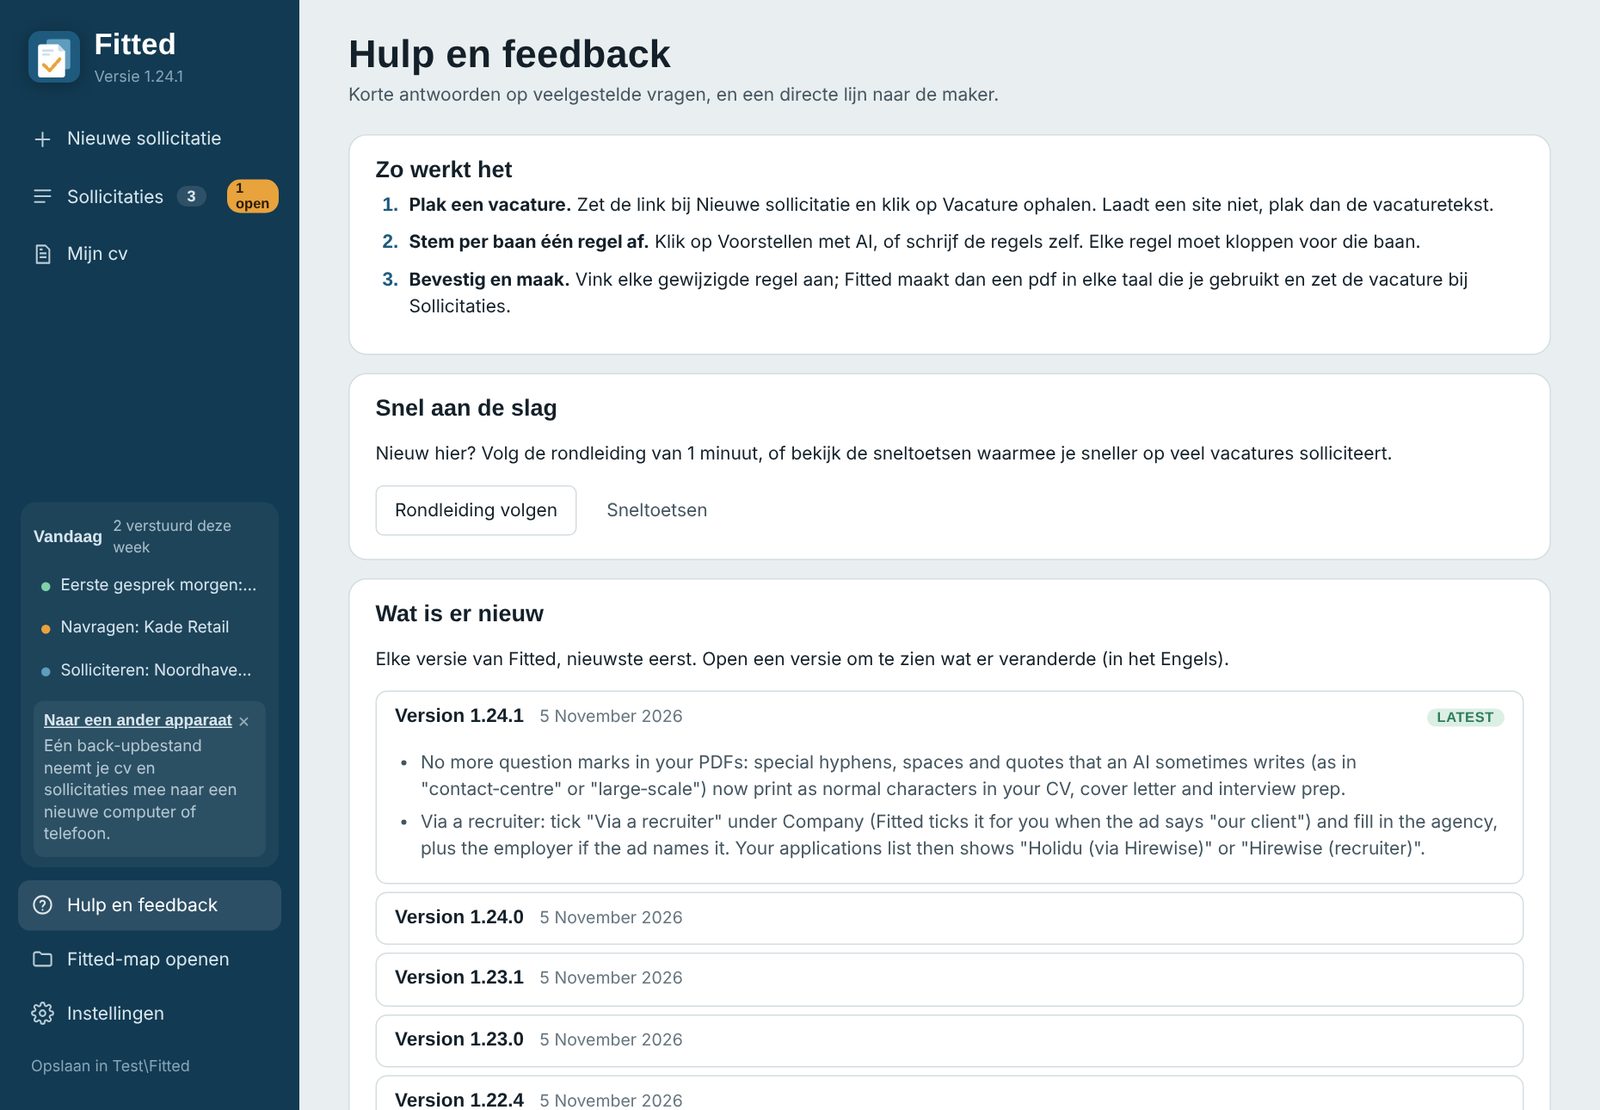 Fitted
Versie 1.24.1
Nieuwe sollicitatie
Sollicitaties 3 1 open
Mijn cv
Vandaag 2 verstuurd deze week
Eerste gesprek morgen:...
Navragen: Kade Retail
Solliciteren: Noordhave...
Naar een ander apparaat ×
Eén back-upbestand
neemt je cv en
sollicitaties mee naar een
nieuwe computer of
telefoon.
Hulp en feedback
Fitted-map openen
Instellingen
Opslaan in Test\Fitted
Hulp en feedback
Korte antwoorden op veelgestelde vragen, en een directe lijn naar de maker.
Zo werkt het
1. Plak een vacature. Zet de link bij Nieuwe sollicitatie en klik op Vacature ophalen. Laadt een site niet, plak dan de vacaturetekst.
2. Stem per baan één regel af. Klik op Voorstellen met AI, of schrijf de regels zelf. Elke regel moet kloppen voor die baan.
3. Bevestig en maak. Vink elke gewijzigde regel aan; Fitted maakt dan een pdf in elke taal die je gebruikt en zet de vacature bij
Sollicitaties.
Snel aan de slag
Nieuw hier? Volg de rondleiding van 1 minuut, of bekijk de sneltoetsen waarmee je sneller op veel vacatures solliciteert.
Rondleiding volgen Sneltoetsen
Wat is er nieuw
Elke versie van Fitted, nieuwste eerst. Open een versie om te zien wat er veranderde (in het Engels).
Version 1.24.1 5 November 2026 LATEST
• No more question marks in your PDFs: special hyphens, spaces and quotes that an AI sometimes writes (as in
"contact-centre" or "large-scale") now print as normal characters in your CV, cover letter and interview prep.
• Via a recruiter: tick "Via a recruiter" under Company (Fitted ticks it for you when the ad says "our client") and fill in the agency,
plus the employer if the ad names it. Your applications list then shows "Holidu (via Hirewise)" or "Hirewise (recruiter)".
Version 1.24.0 5 November 2026
Version 1.23.1 5 November 2026
Version 1.23.0 5 November 2026
Version 1.22.4 5 November 2026